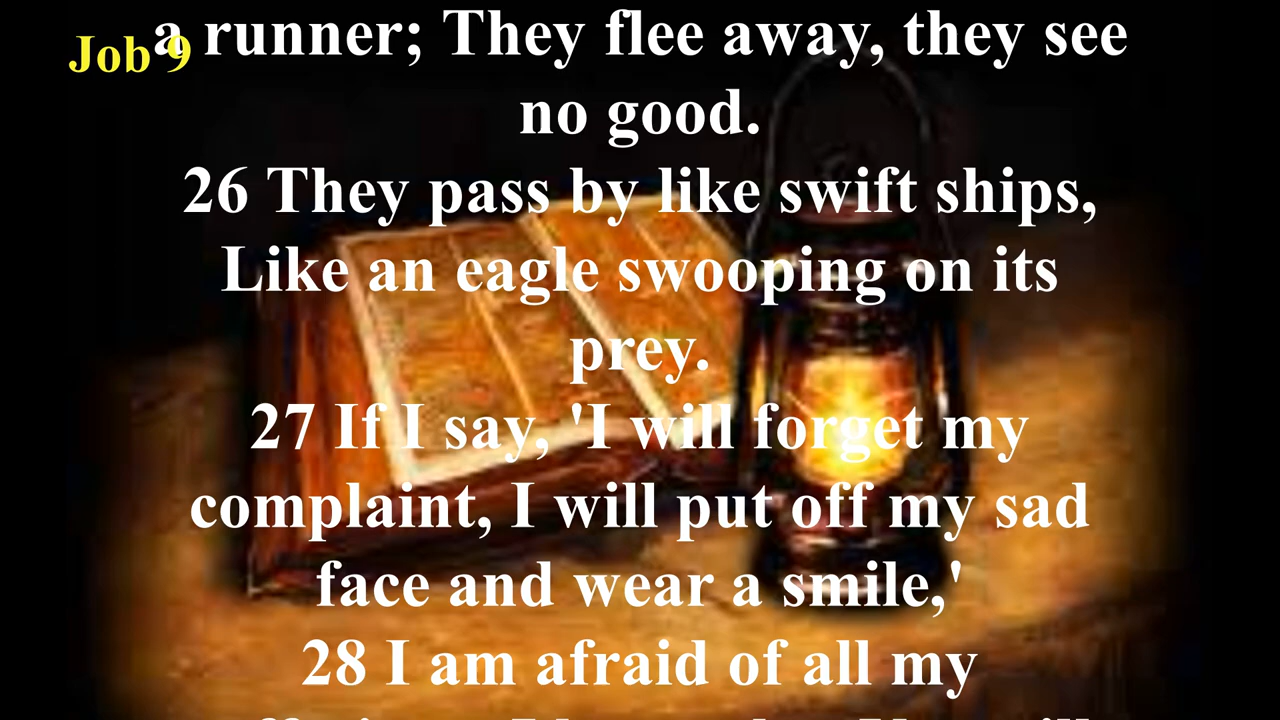 Job 9
a runner; They flee away, they see
no good.
26 They pass by like swift ships,
Like an eagle swooping on its
prey.
27 If I say, 'I will forget my
complaint, I will put off my sad
face and wear a smile,'
28 I am afraid of all my